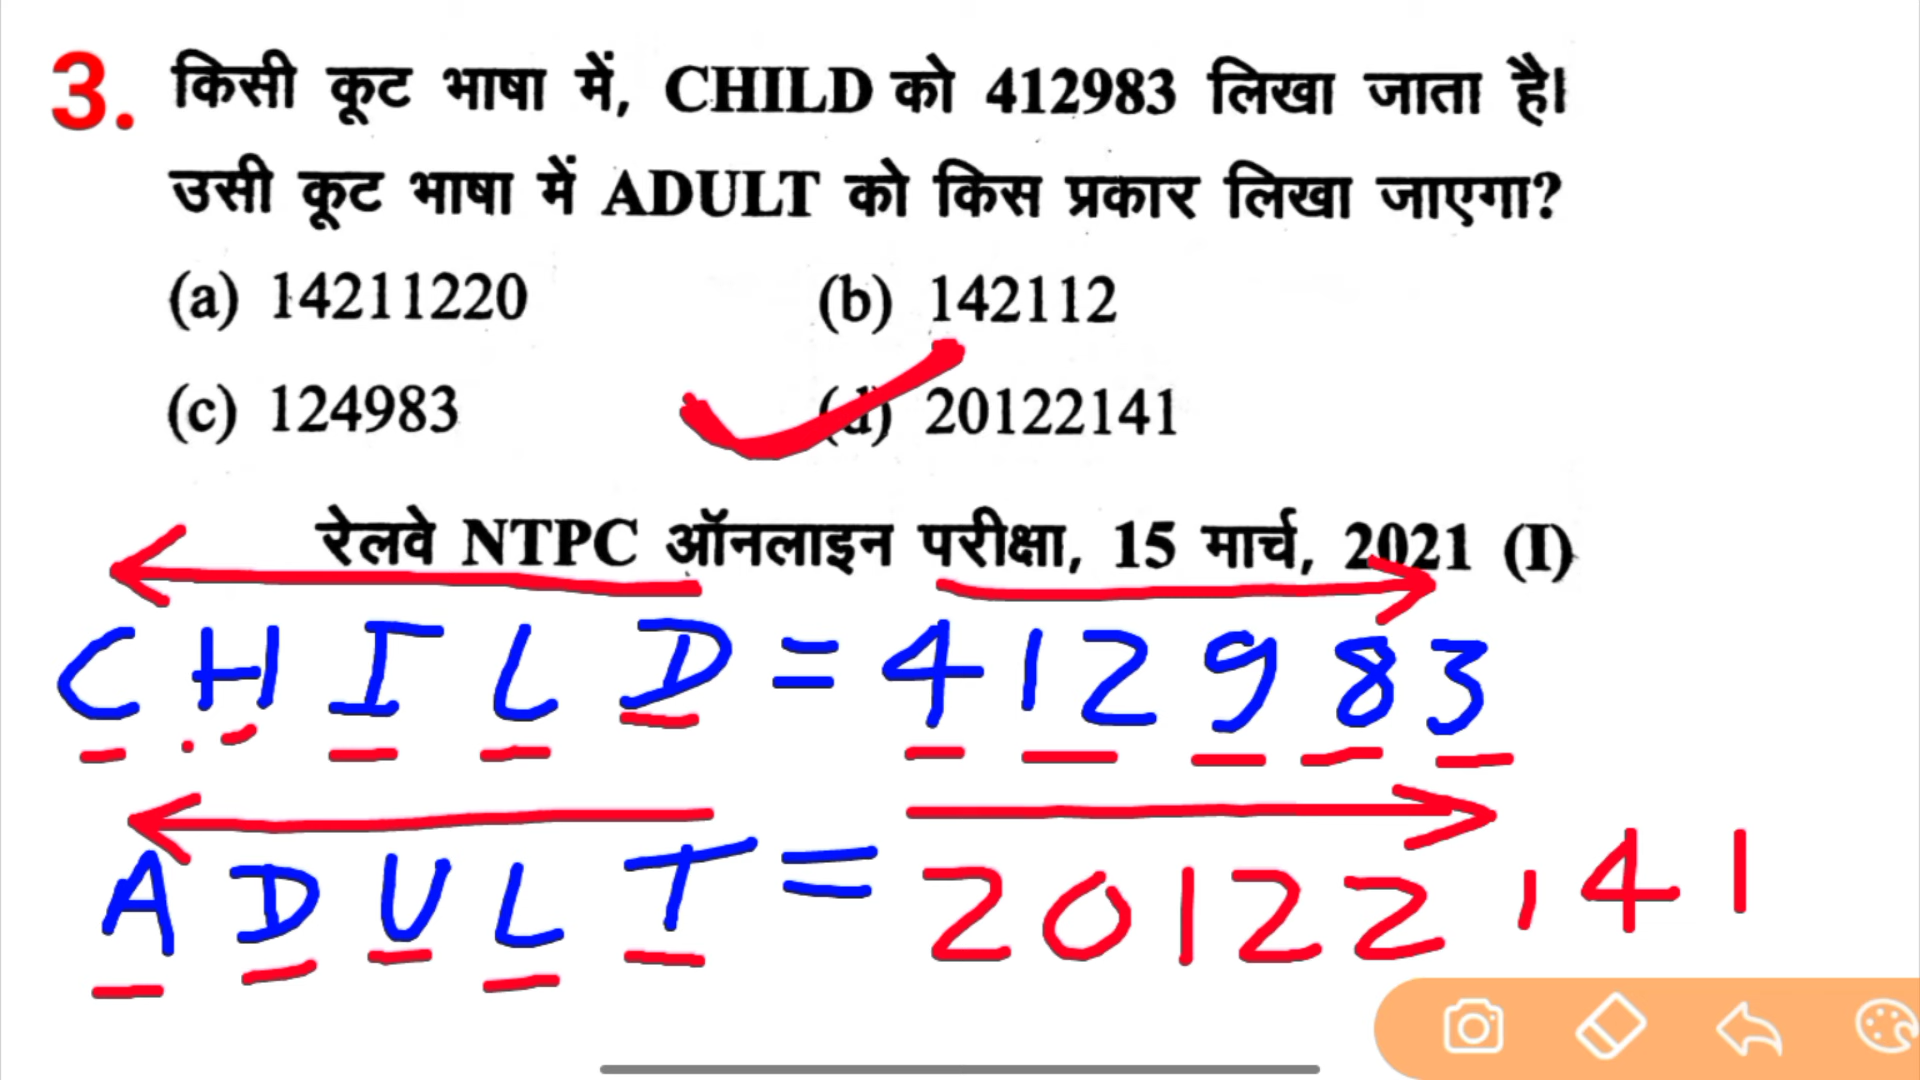 3. किसी कूट भाषा में, CHILD को 412983 लिखा जाता है।
उसी कूट भाषा में ADULT को किस प्रकार लिखा जाएगा?
(a) 14211220 (b) 142112
(c) 124983 (d) 20122141
रेलवे NTPC ऑनलाइन परीक्षा, 15 मार्च, 2021 (I)
CHILD = 412983
ADULT = 20122141